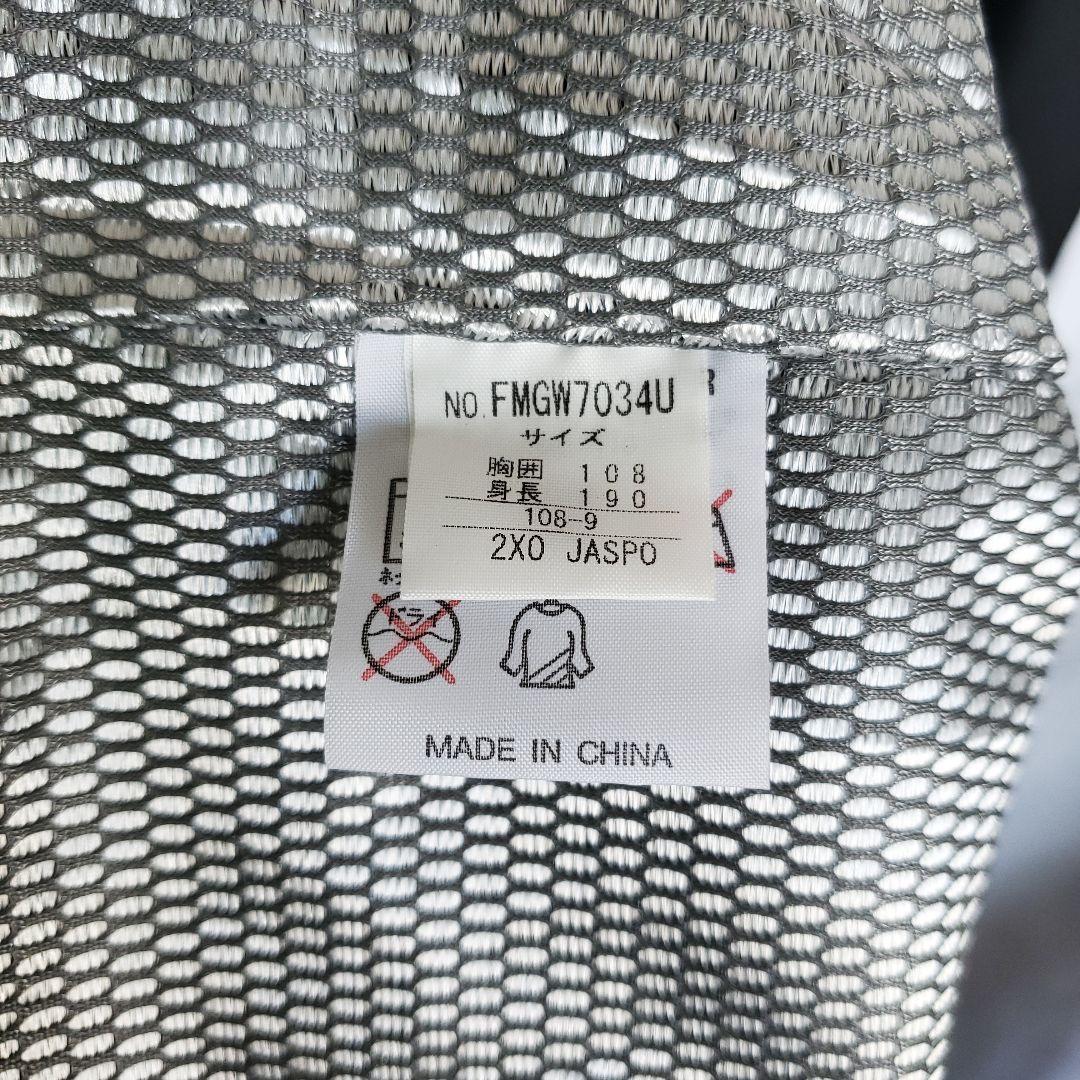 NO. FMGW7034U
サイズ
胸囲 108
身長 190
108-9
2XO JASPO
MADE IN CHINA